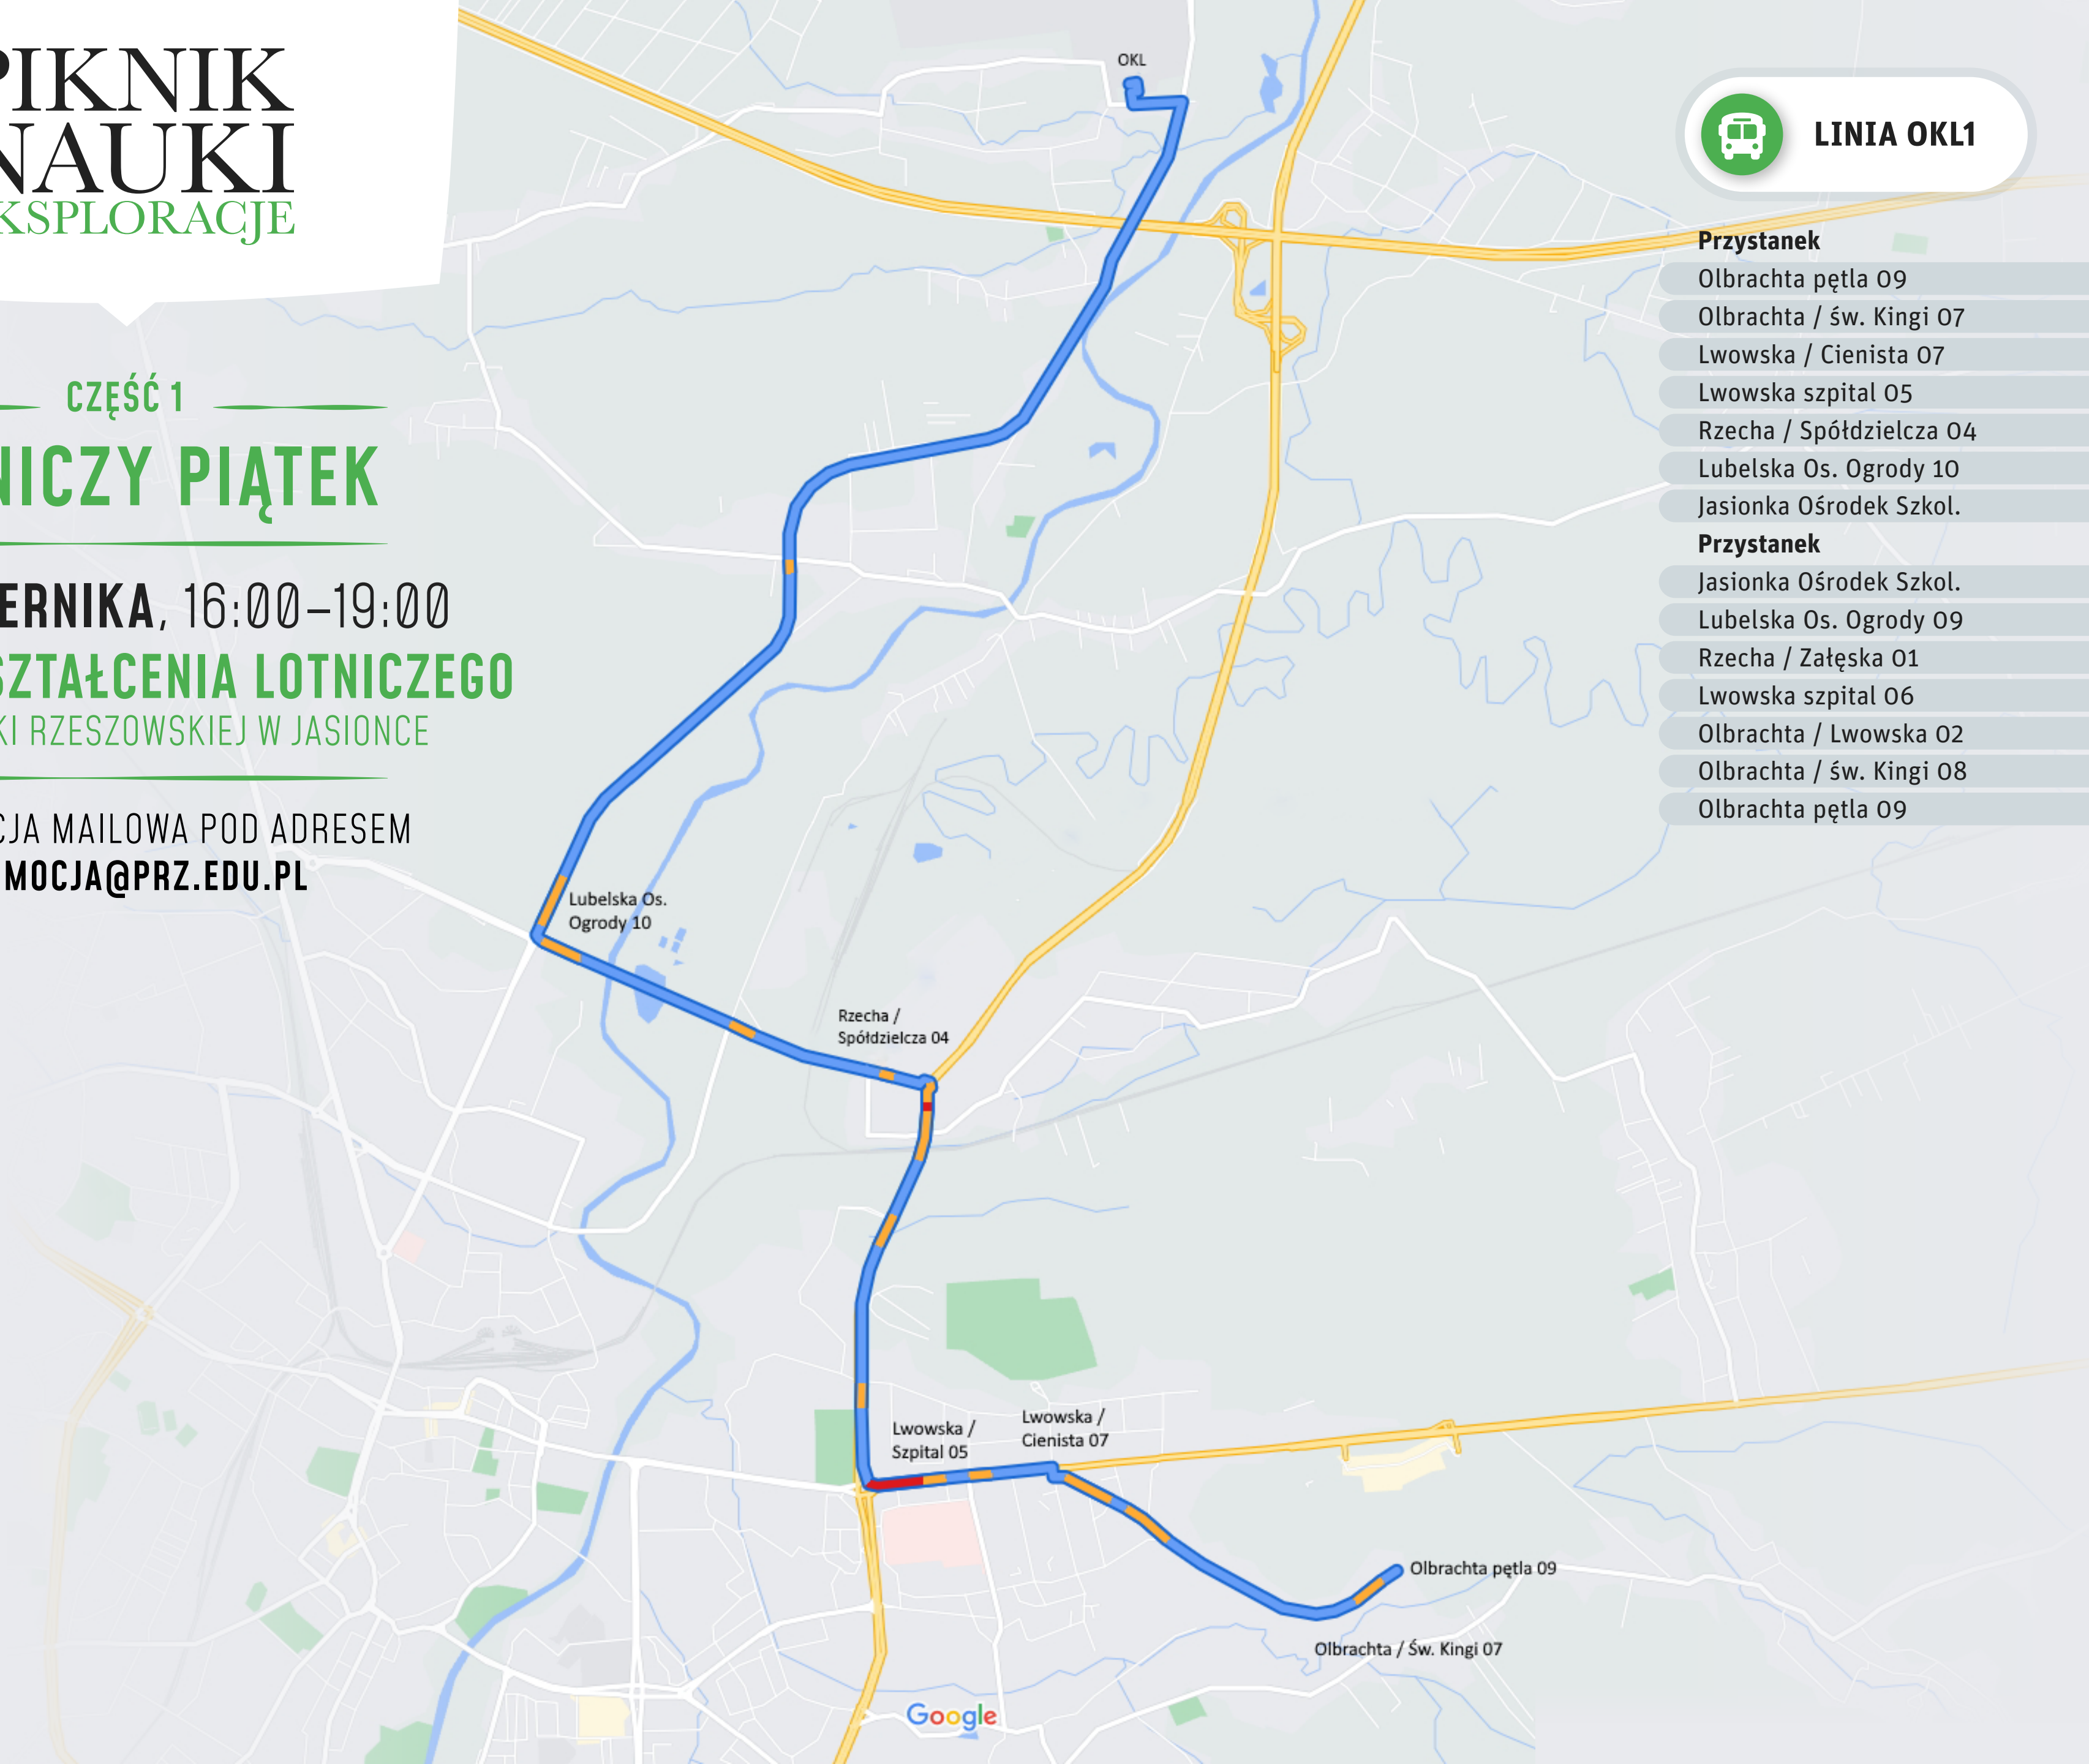 PIKNIK
NAUKI
KSPLORACJE
CZĘŚĆ 1
NICZY PIĄTEK
ERNIKA, 16:00–19:00
SZTAŁCENIA LOTNICZEGO
KI RZESZOWSKIEJ W JASIONCE
CJA MAILOWA POD ADRESEM
MOCJA@PRZ.EDU.PL
OKL
Lubelska Os.
Ogrody 10
Rzecha /
Spółdzielcza 04
Lwowska /
Szpital 05
Lwowska /
Cienista 07
Olbrachta pętla 09
Olbrachta / Św. Kingi 07
Google
LINIA OKL1
Przystanek
Olbrachta pętla 09
Olbrachta / św. Kingi 07
Lwowska / Cienista 07
Lwowska szpital 05
Rzecha / Spółdzielcza 04
Lubelska Os. Ogrody 10
Jasionka Ośrodek Szkol.
Przystanek
Jasionka Ośrodek Szkol.
Lubelska Os. Ogrody 09
Rzecha / Załęska 01
Lwowska szpital 06
Olbrachta / Lwowska 02
Olbrachta / św. Kingi 08
Olbrachta pętla 09